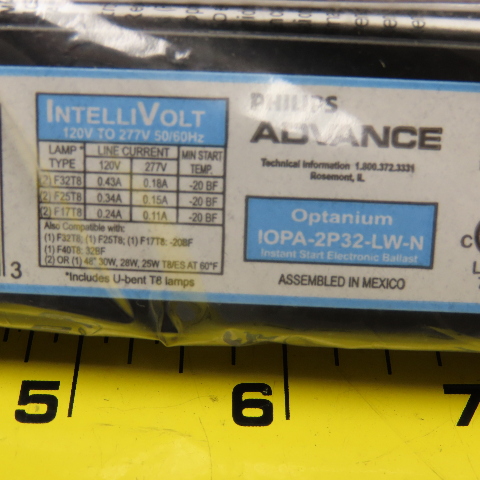 INTELLIVOLT
120V TO 277V 50/60Hz
LAMP * TYPE LINE CURRENT MIN START TEMP.
120V 277V
(2) F32T8 0.43A 0.18A -20 BF
(2) F25T8 0.34A 0.15A -20 BF
(2) F17T8 0.24A 0.11A -20 BF
Also Compatible with:
(1) F32T8; (1) F25T8; (1) F17T8: -20BF
(1) F40T8: 32BF
(2) OR (1) 48" 30W, 28W, 25W T8/ES AT 60°F
*Includes U-bent T8 lamps
3
PHILIPS
ADVANCE
Technical Information 1.800.372.3331
Rosemont, IL
Optanium
IOPA-2P32-LW-N
Instant Start Electronic Ballast
ASSEMBLED IN MEXICO
C
5 6 7